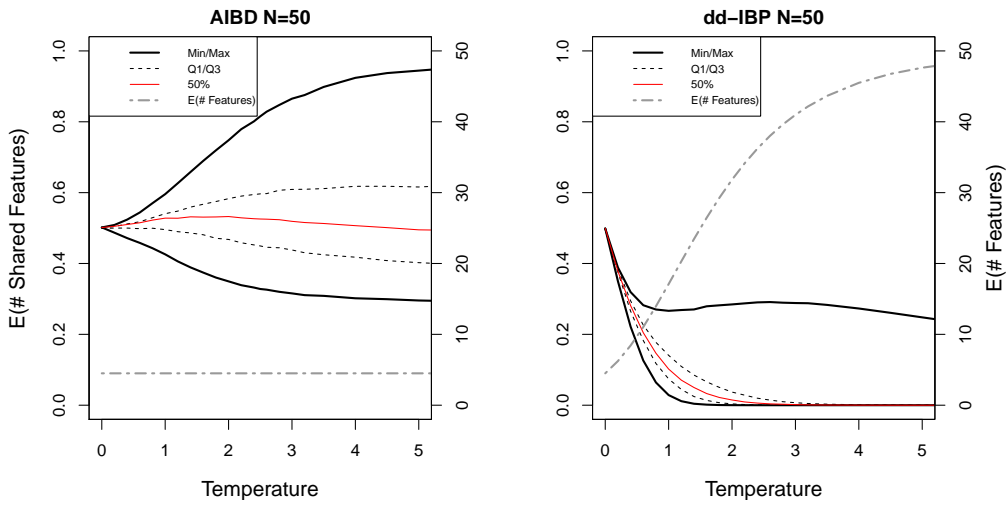 AIBD N=50
Min/Max
Q1/Q3
50%
E(# Features)
E(# Shared Features)
0.0 0.2 0.4 0.6 0.8 1.0
0 10 20 30 40 50
0 1 2 3 4 5
Temperature
dd−IBP N=50
Min/Max
Q1/Q3
50%
E(# Features)
0.0 0.2 0.4 0.6 0.8 1.0
0 10 20 30 40 50
E(# Features)
0 1 2 3 4 5
Temperature